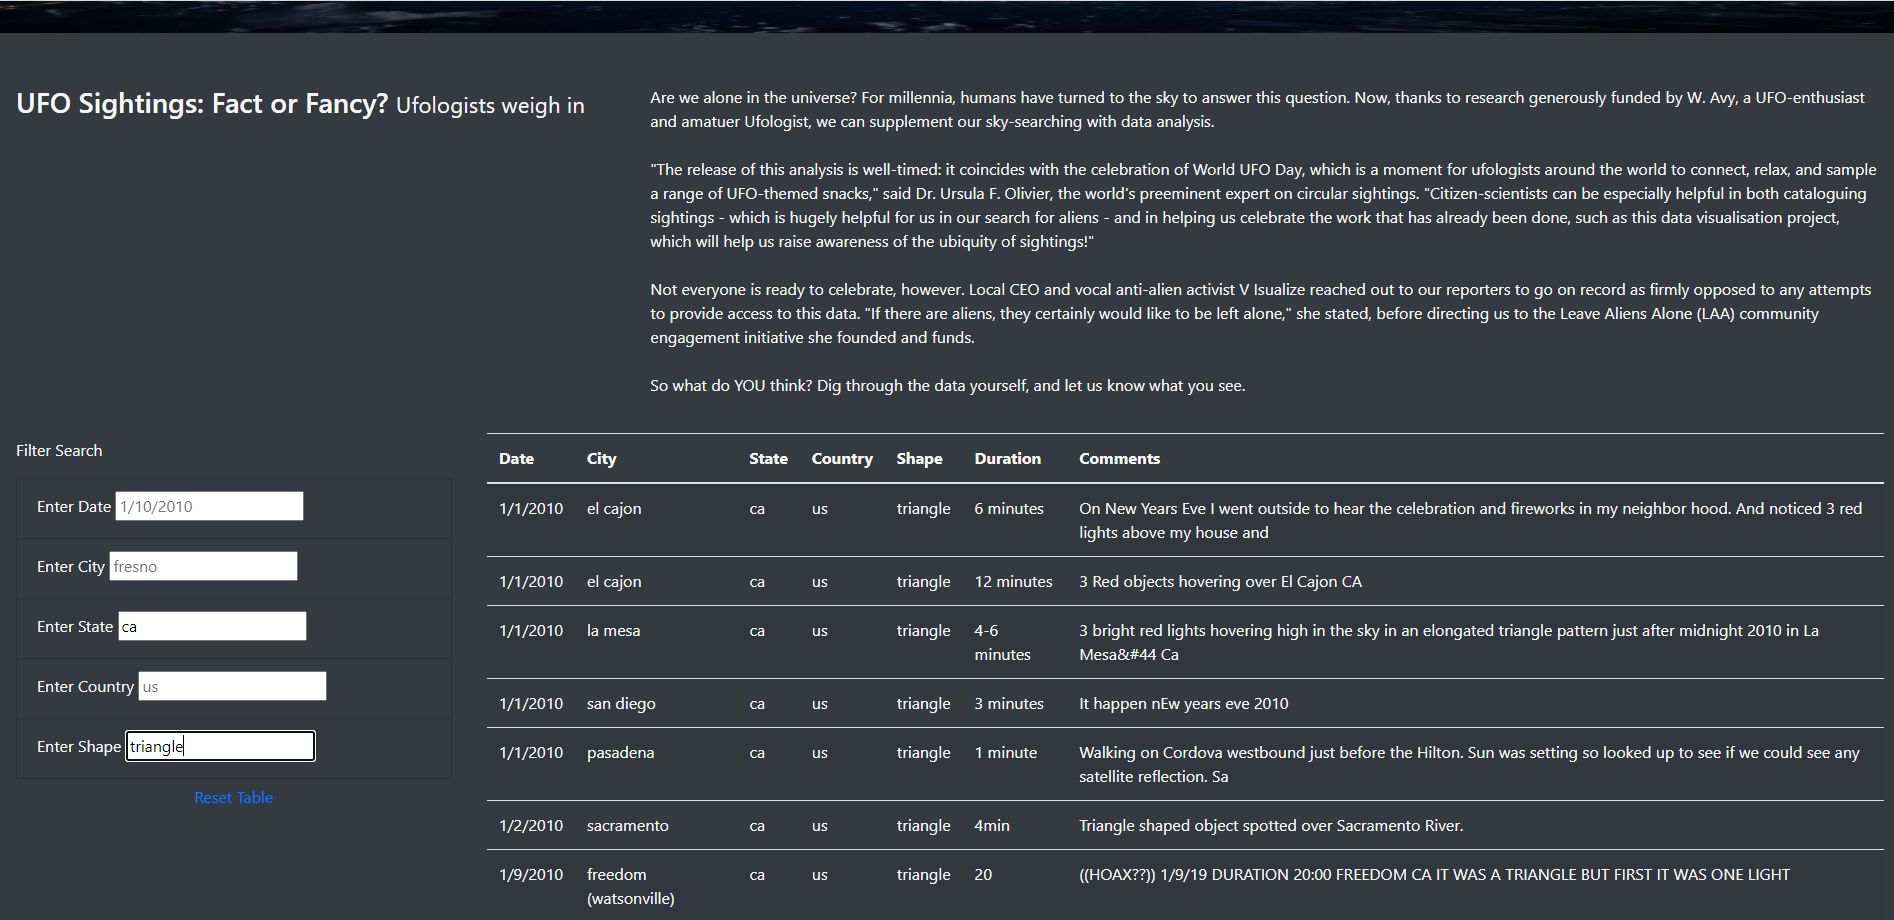 UFO Sightings: Fact or Fancy? Ufologists weigh in
Are we alone in the universe? For millennia, humans have turned to the sky to answer this question. Now, thanks to research generously funded by W. Avy, a UFO-enthusiast
and amatuer Ufologist, we can supplement our sky-searching with data analysis.
"The release of this analysis is well-timed: it coincides with the celebration of World UFO Day, which is a moment for ufologists around the world to connect, relax, and sample
a range of UFO-themed snacks," said Dr. Ursula F. Olivier, the world's preeminent expert on circular sightings. "Citizen-scientists can be especially helpful in both cataloguing
sightings - which is hugely helpful for us in our search for aliens - and in helping us celebrate the work that has already been done, such as this data visualisation project,
which will help us raise awareness of the ubiquity of sightings!"
Not everyone is ready to celebrate, however. Local CEO and vocal anti-alien activist V Isualize reached out to our reporters to go on record as firmly opposed to any attempts
to provide access to this data. "If there are aliens, they certainly would like to be left alone," she stated, before directing us to the Leave Aliens Alone (LAA) community
engagement initiative she founded and funds.
So what do YOU think? Dig through the data yourself, and let us know what you see.
Filter Search
Enter Date 1/10/2010
Enter City fresno
Enter State ca
Enter Country us
Enter Shape triangle
Reset Table
Date City State Country Shape Duration Comments
1/1/2010 el cajon ca us triangle 6 minutes On New Years Eve I went outside to hear the celebration and fireworks in my neighbor hood. And noticed 3 red
lights above my house and
1/1/2010 el cajon ca us triangle 12 minutes 3 Red objects hovering over El Cajon CA
1/1/2010 la mesa ca us triangle 4-6 3 bright red lights hovering high in the sky in an elongated triangle pattern just after midnight 2010 in La
minutes Mesa&#44 Ca
1/1/2010 san diego ca us triangle 3 minutes It happen nEw years eve 2010
1/1/2010 pasadena ca us triangle 1 minute Walking on Cordova westbound just before the Hilton. Sun was setting so looked up to see if we could see any
satellite reflection. Sa
1/2/2010 sacramento ca us triangle 4min Triangle shaped object spotted over Sacramento River.
1/9/2010 freedom ca us triangle 20 ((HOAX??)) 1/9/19 DURATION 20:00 FREEDOM CA IT WAS A TRIANGLE BUT FIRST IT WAS ONE LIGHT
(watsonville)